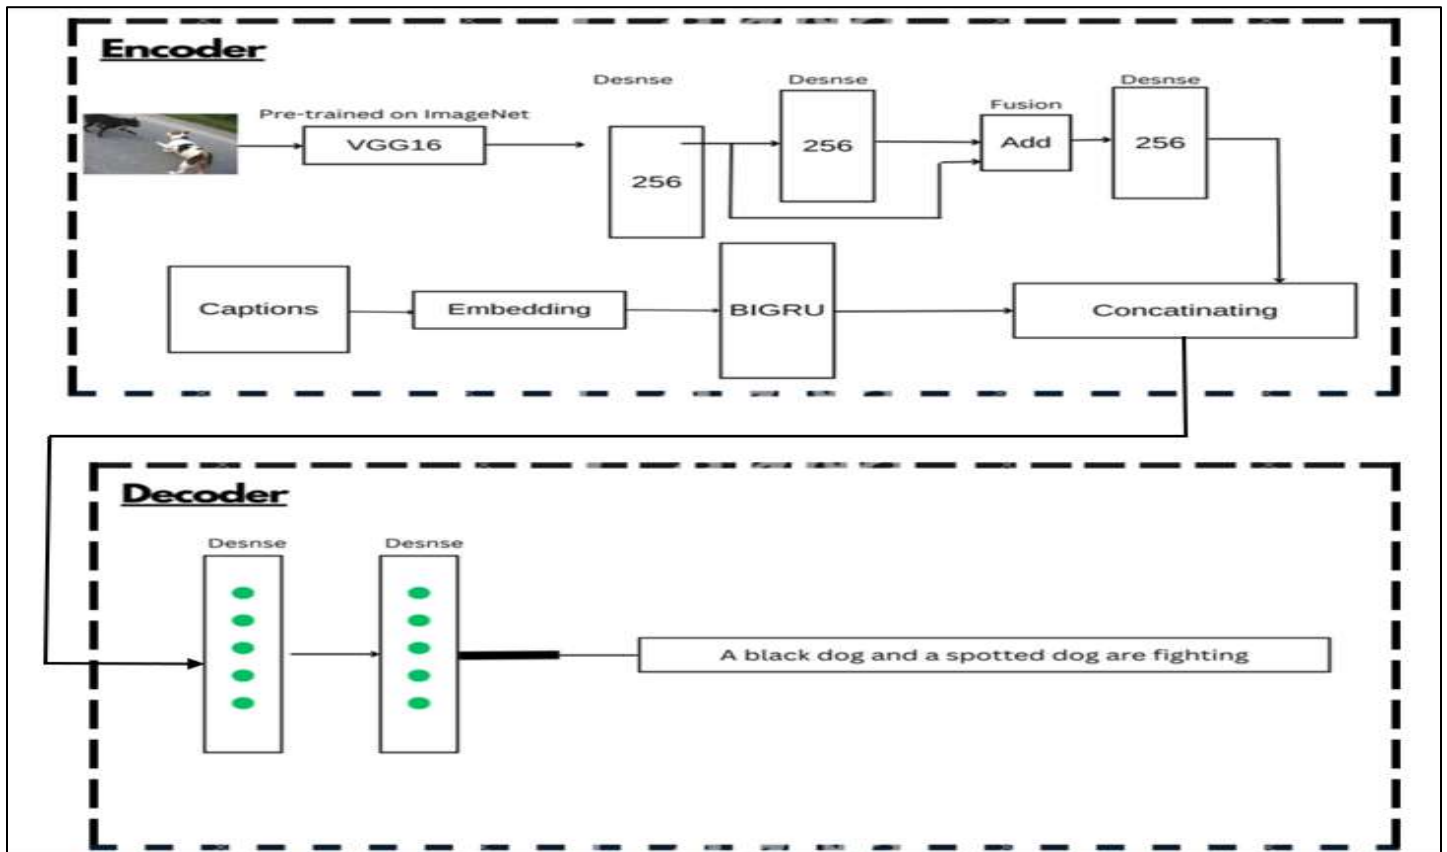 Encoder
Desnse
Desnse
Desnse
Pre-trained on ImageNet
Fusion
VGG16
256
256
Add
256
Captions
Embedding
BIGRU
Concatinating
Decoder
Desnse
Desnse
A black dog and a spotted dog are fighting